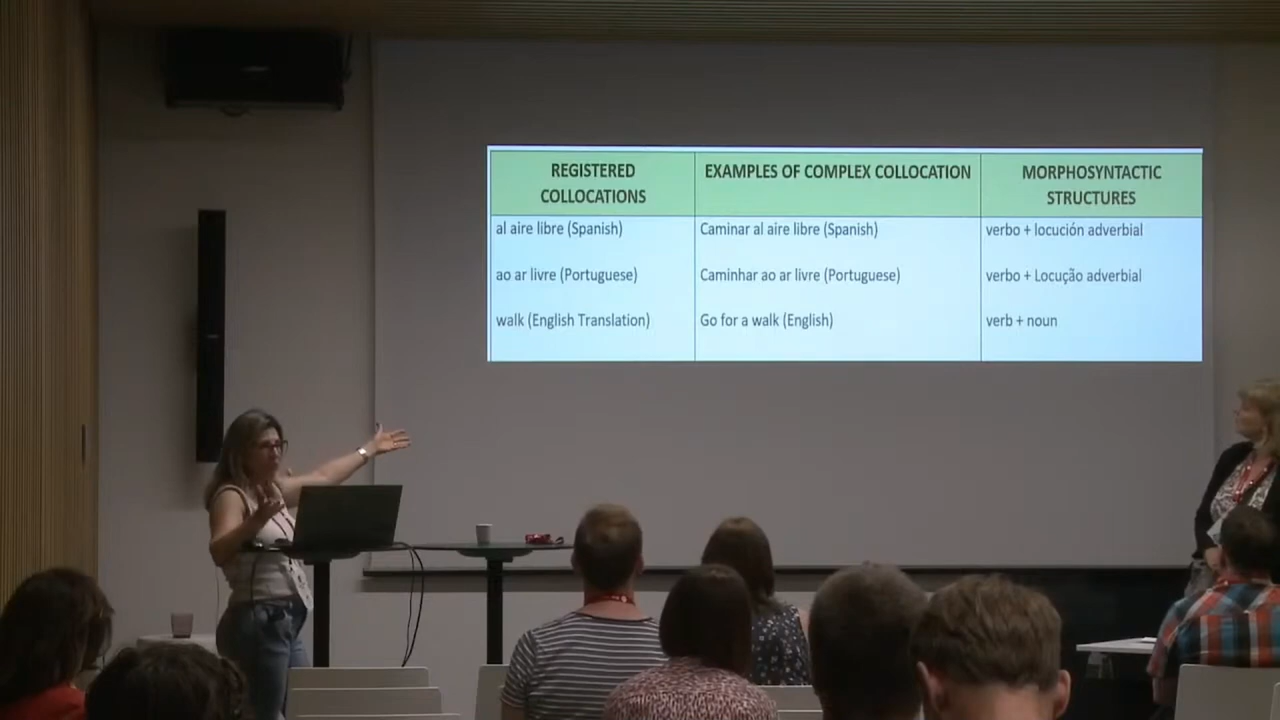 REGISTERED COLLOCATIONS
EXAMPLES OF COMPLEX COLLOCATION
MORPHOSYNTACTIC STRUCTURES
al aire libre (Spanish)
Caminar al aire libre (Spanish)
verbo + locución adverbial
ao ar livre (Portuguese)
Caminhar ao ar livre (Portuguese)
verbo + Locução adverbial
walk (English Translation)
Go for a walk (English)
verb + noun